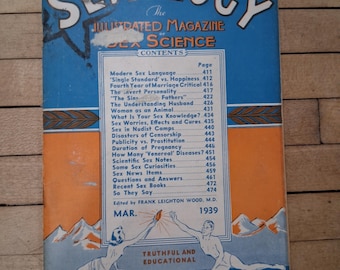 The
ILLUSTRATED MAGAZINE
SEX SCIENCE
CONTENTS
Page
Modern Sex Language 411
"Single Standard" vs. Happiness 412
Fourth Year of Marriage Critical 416
The Invert Personality 417
"The Sins Fathers" 422
The Understanding Husband 426
Woman as an Animal 431
What Is Your Sex Knowledge? 434
Sex Worries, Effects and Cures 435
Sex in Nudist Camps 440
Disasters of Censorship 443
Publicity vs. Prostitution 444
Duration of Pregnancy 446
How Many "Venereal" Diseases? 451
Scientific Sex Notes 454
Some Sex Curiosities 456
Sex News Items 459
Questions and Answers 461
Recent Sex Books 472
So They Say 474
Edited by FRANK LEIGHTON WOOD, M.D.
MAR. 1939
TRUTHFUL AND
EDUCATIONAL